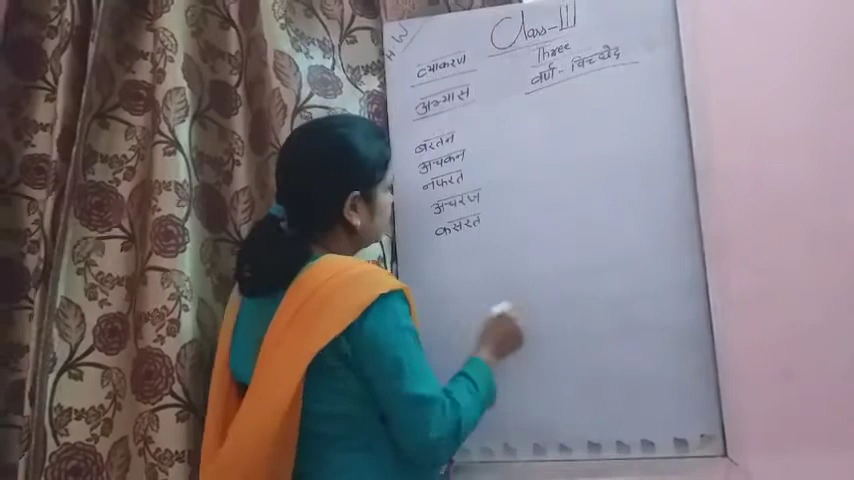 H.W
Class-III
Three
व्याकरण
वर्ण-विच्छेद
अभ्यास
बरतन
अचकन
नफरत
अचरज
कसरत